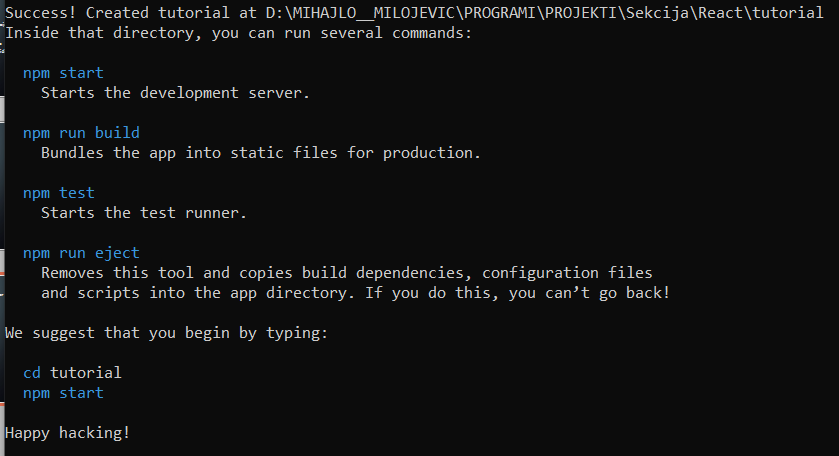 Success! Created tutorial at D:\MIHAJLO__MILOJEVIC\PROGRAMI\PROJEKTI\Sekcija\React\tutorial
Inside that directory, you can run several commands:
npm start
Starts the development server.
npm run build
Bundles the app into static files for production.
npm test
Starts the test runner.
npm run eject
Removes this tool and copies build dependencies, configuration files
and scripts into the app directory. If you do this, you can’t go back!
We suggest that you begin by typing:
cd tutorial
npm start
Happy hacking!